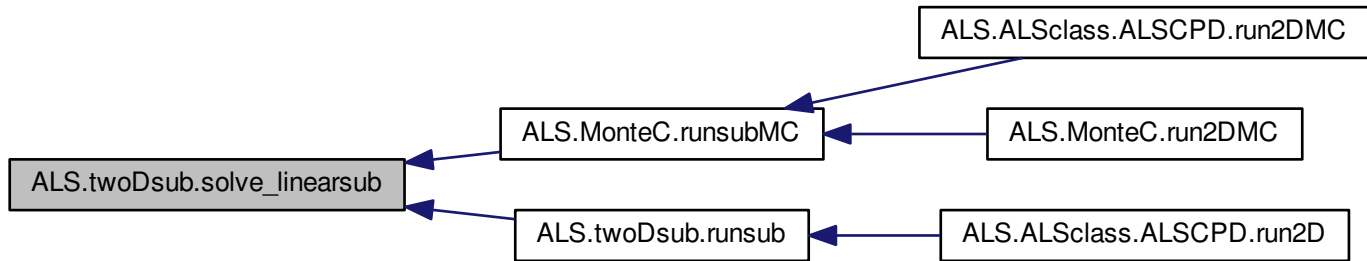 ALS.ALSclass.ALSCPD.run2DMC
ALS.MonteC.runsubMC
ALS.MonteC.run2DMC
ALS.twoDsub.solve_linearsub
ALS.twoDsub.runsub
ALS.ALSclass.ALSCPD.run2D